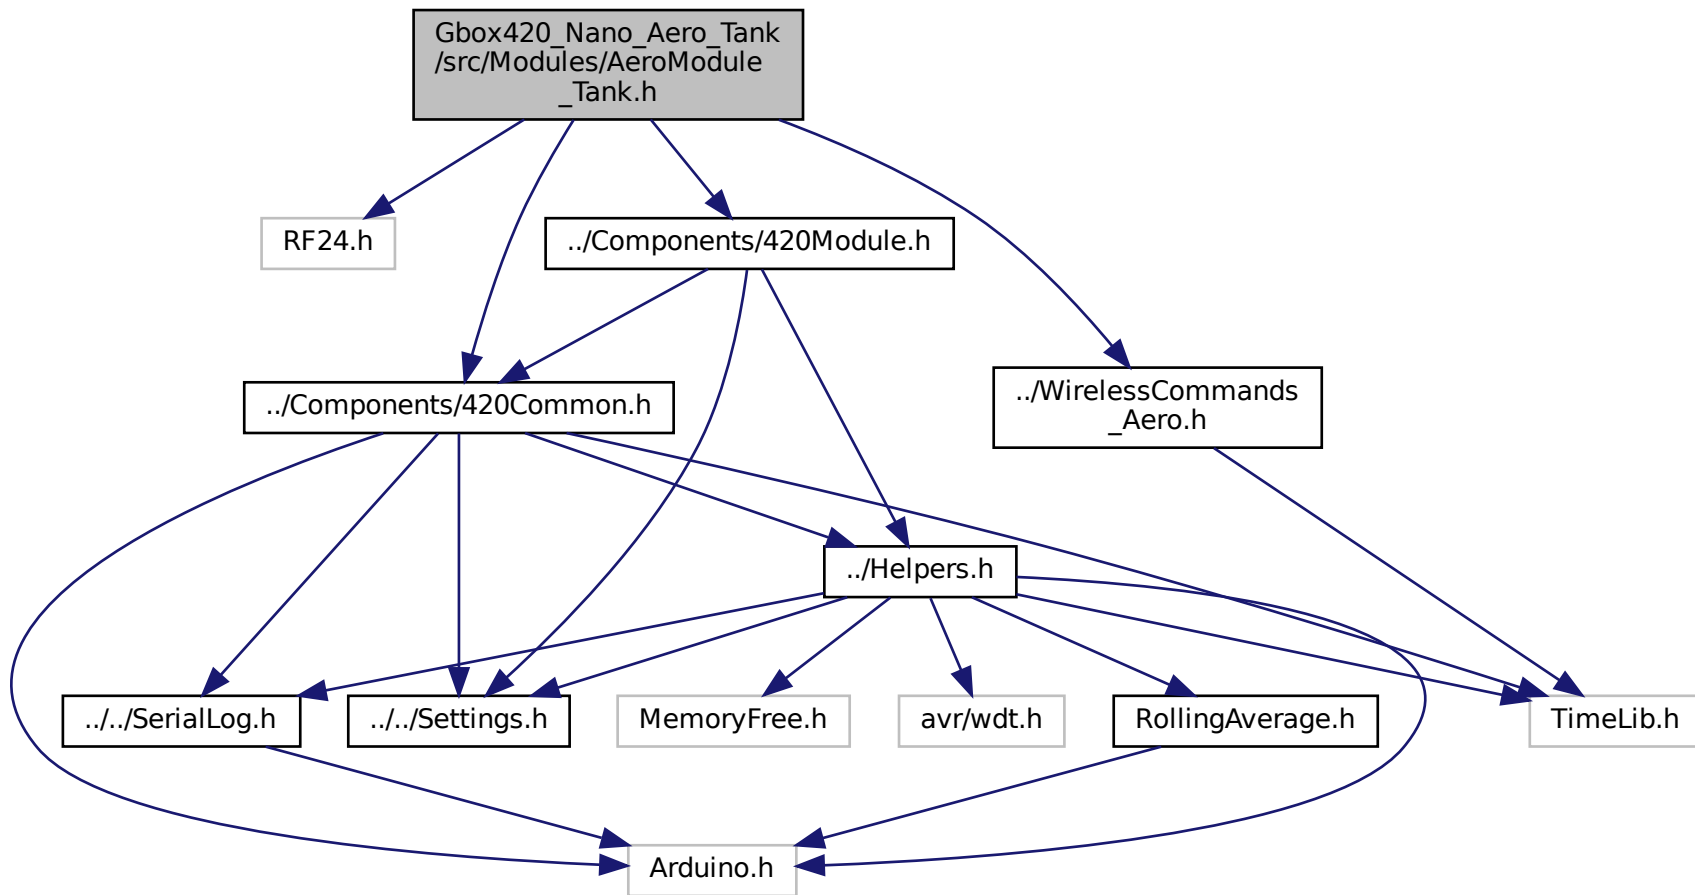 Gbox420_Nano_Aero_Tank
/src/Modules/AeroModule
_Tank.h
RF24.h
../Components/420Module.h
../Components/420Common.h
../WirelessCommands
_Aero.h
../Helpers.h
../../SerialLog.h
../../Settings.h
MemoryFree.h
avr/wdt.h
RollingAverage.h
TimeLib.h
Arduino.h